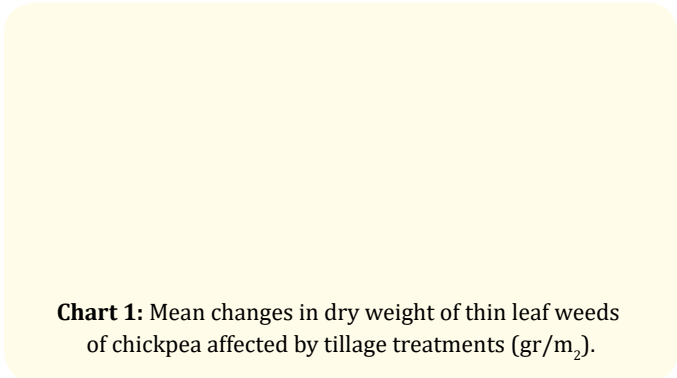 Chart 1: Mean changes in dry weight of thin leaf weeds
of chickpea affected by tillage treatments (gr/m₂).